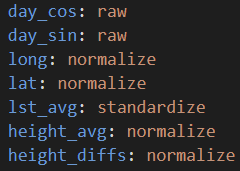 day_cos: raw
day_sin: raw
long: normalize
lat: normalize
lst_avg: standardize
height_avg: normalize
height_diffs: normalize